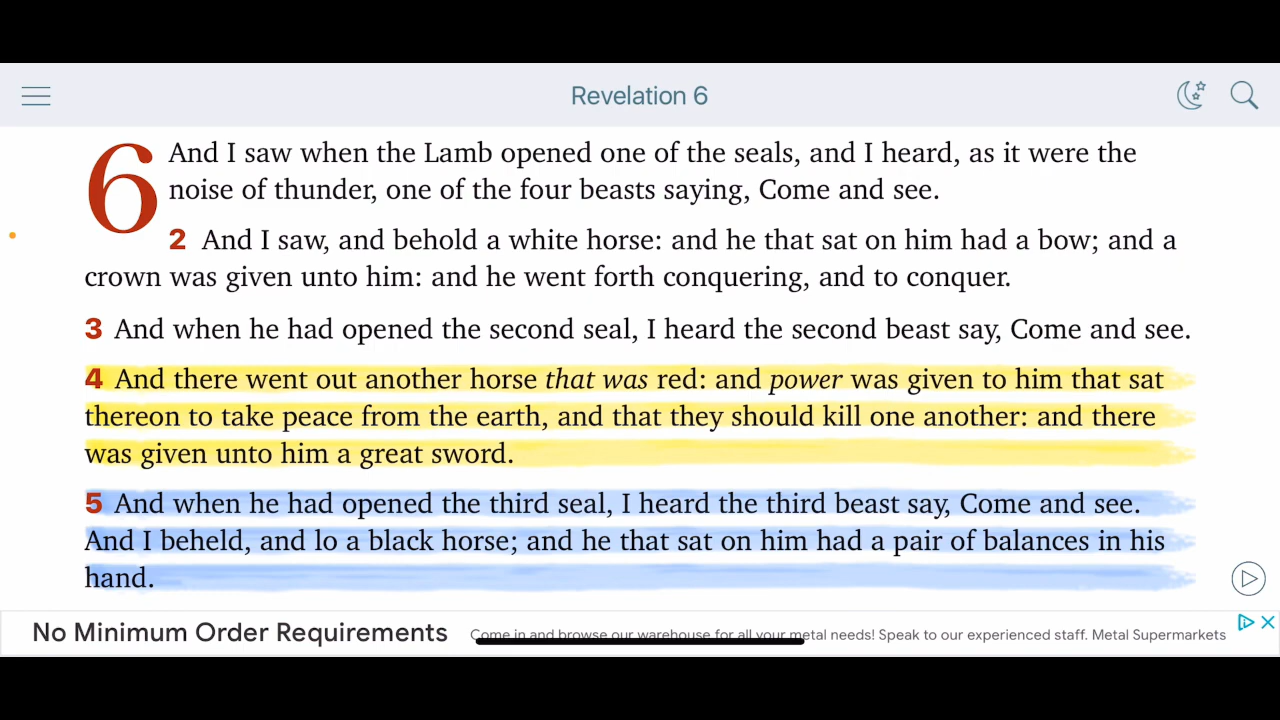 Revelation 6
6 And I saw when the Lamb opened one of the seals, and I heard, as it were the
noise of thunder, one of the four beasts saying, Come and see.
2 And I saw, and behold a white horse: and he that sat on him had a bow; and a
crown was given unto him: and he went forth conquering, and to conquer.
3 And when he had opened the second seal, I heard the second beast say, Come and see.
4 And there went out another horse that was red: and power was given to him that sat
thereon to take peace from the earth, and that they should kill one another: and there
was given unto him a great sword.
5 And when he had opened the third seal, I heard the third beast say, Come and see.
And I beheld, and lo a black horse; and he that sat on him had a pair of balances in his
hand.
No Minimum Order Requirements Come in and browse our warehouse for all your metal needs! Speak to our experienced staff. Metal Supermarkets